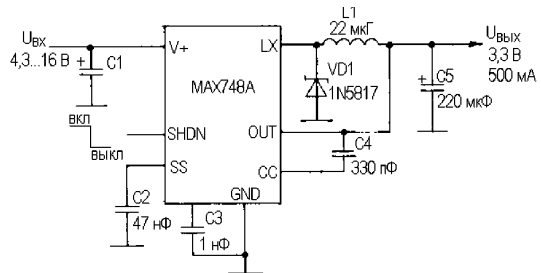 L1
22 мкГ
UВХ
4,3...16 В
+
C1
V+
LX
MAX748A
VD1
1N5817
UВЫХ
3,3 В
500 мА
+
C5
220 мкФ
ВКЛ
ВЫКЛ
SHDN
OUT
SS
CC
C4
330 пФ
GND
C2
47 нФ
C3
1 нФ